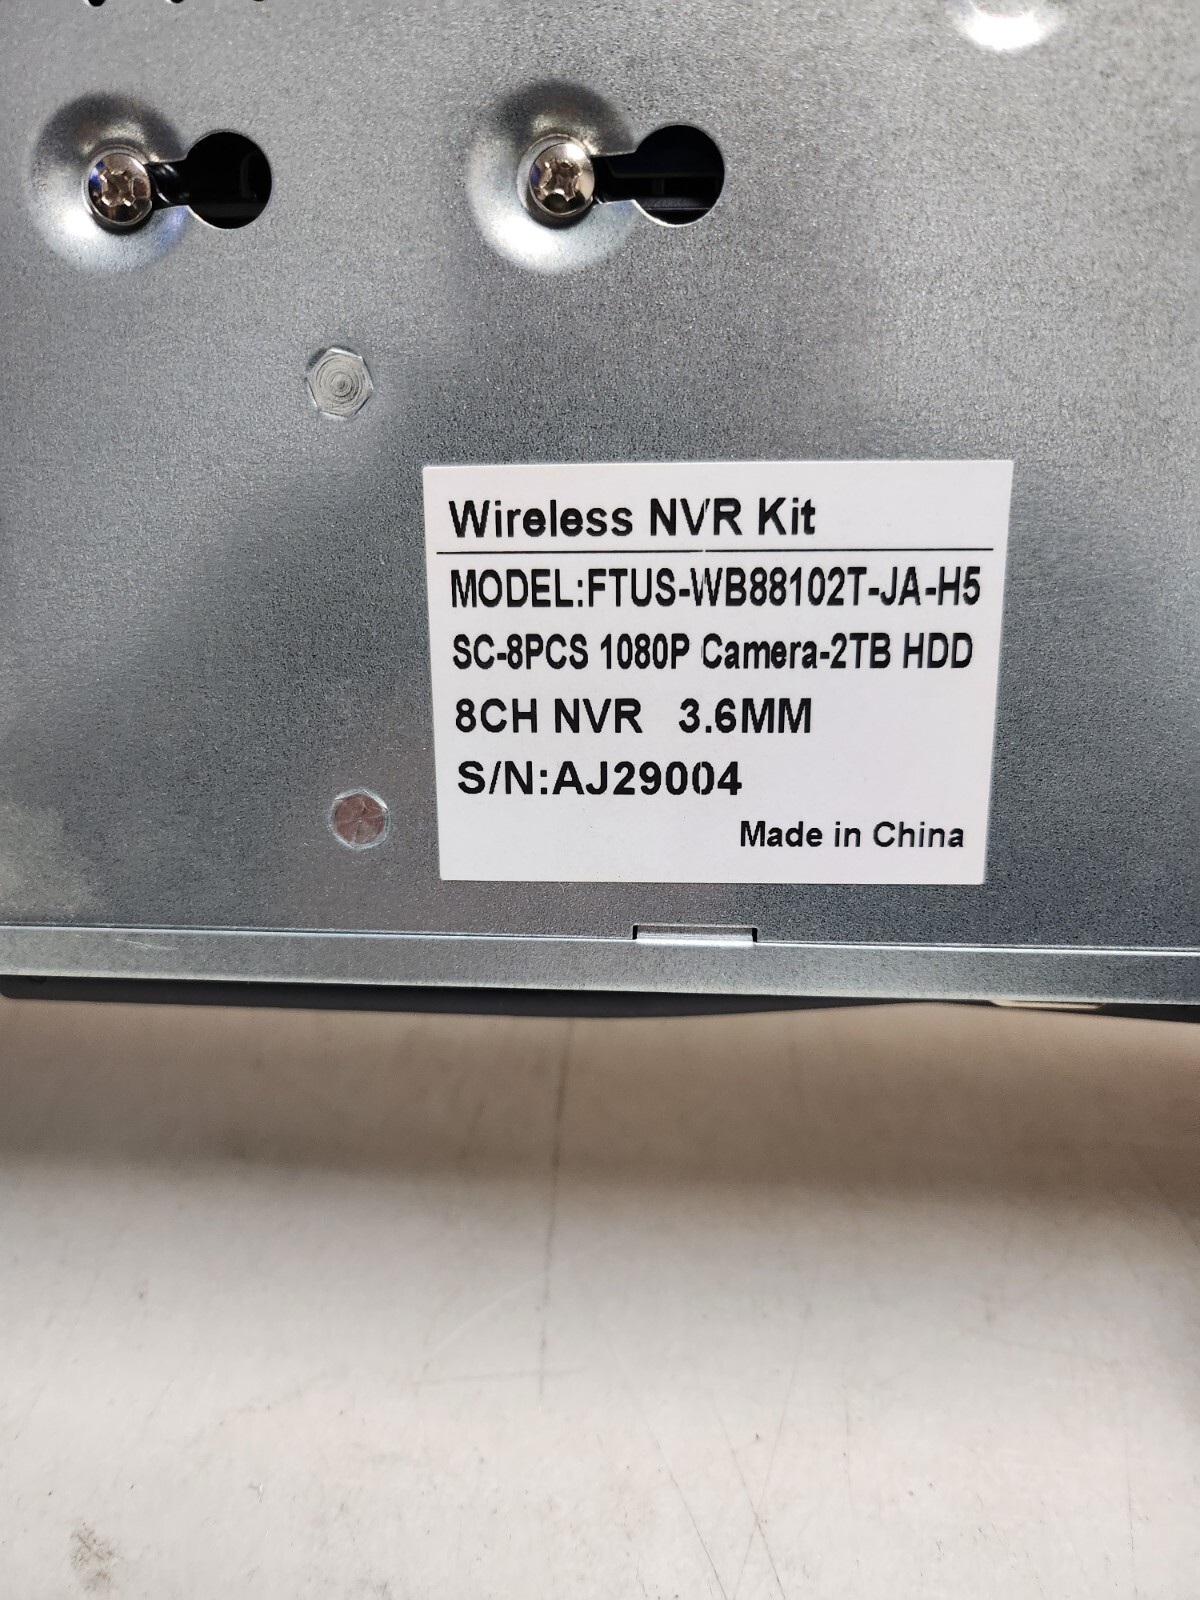 Wireless NVR Kit
MODEL:FTUS-WB88102T-JA-H5
SC-8PCS 1080P Camera-2TB HDD
8CH NVR 3.6MM
S/N:AJ29004
Made in China